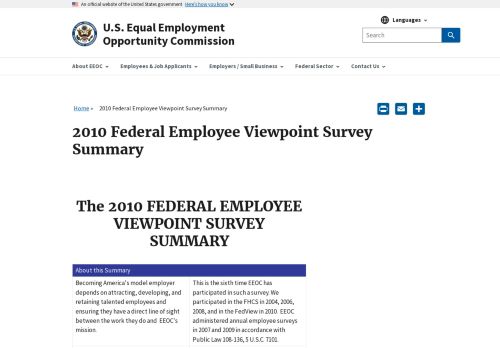 An official website of the United States government Here's how you know
U.S. Equal Employment
Opportunity Commission
Languages
Search
About EEOC
Employees & Job Applicants
Employers / Small Business
Federal Sector
Contact Us
Home » 2010 Federal Employee Viewpoint Survey Summary
2010 Federal Employee Viewpoint Survey
Summary
The 2010 FEDERAL EMPLOYEE
VIEWPOINT SURVEY
SUMMARY
About this Summary
Becoming America's model employer
depends on attracting, developing, and
retaining talented employees and
ensuring they have a direct line of sight
between the work they do and EEOC's
mission.
This is the sixth time EEOC has
participated in such a survey. We
participated in the FHCS in 2004, 2006,
2008, and in the FedView in 2010. EEOC
administered annual employee surveys
in 2007 and 2009 in accordance with
Public Law 108-136, 5 U.S.C 7101.